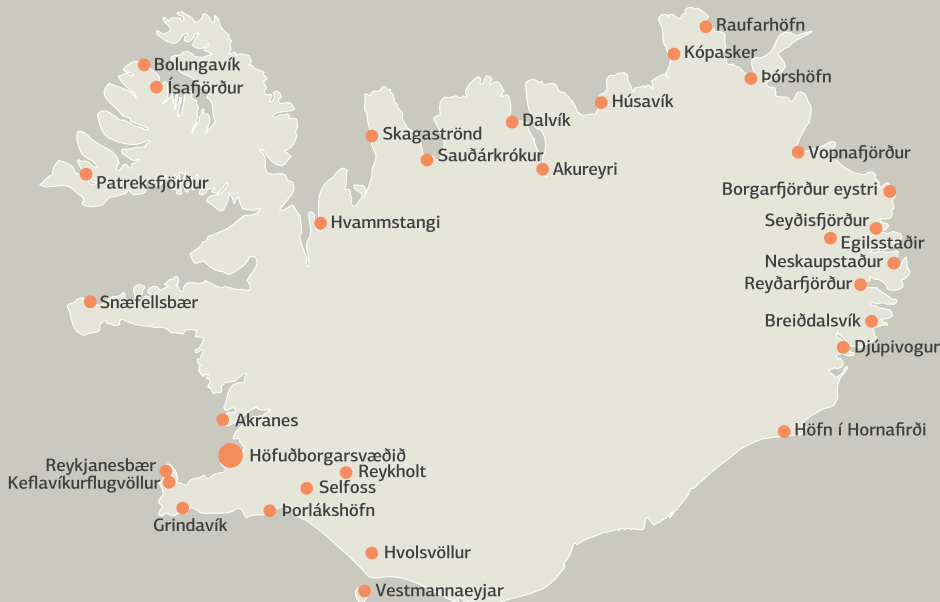 Raufarhöfn
Kópasker
Bolungavík
Þórshöfn
Ísafjörður
Húsavík
Dalvík
Skagaströnd
Vopnafjörður
Sauðárkrókur
Akureyri
Patreksfjörður
Borgarfjörður eystri
Hvammstangi
Seyðisfjörður
Egilsstaðir
Neskaupstaður
Reyðarfjörður
Snæfellsbær
Breiðdalsvík
Djúpivogur
Akranes
Höfn í Hornafirði
Höfuðborgarsvæðið
Reykjanesbær
Reykholt
Keflavíkurflugvöllur
Selfoss
Þorlákshöfn
Grindavík
Hvolsvöllur
Vestmannaeyjar